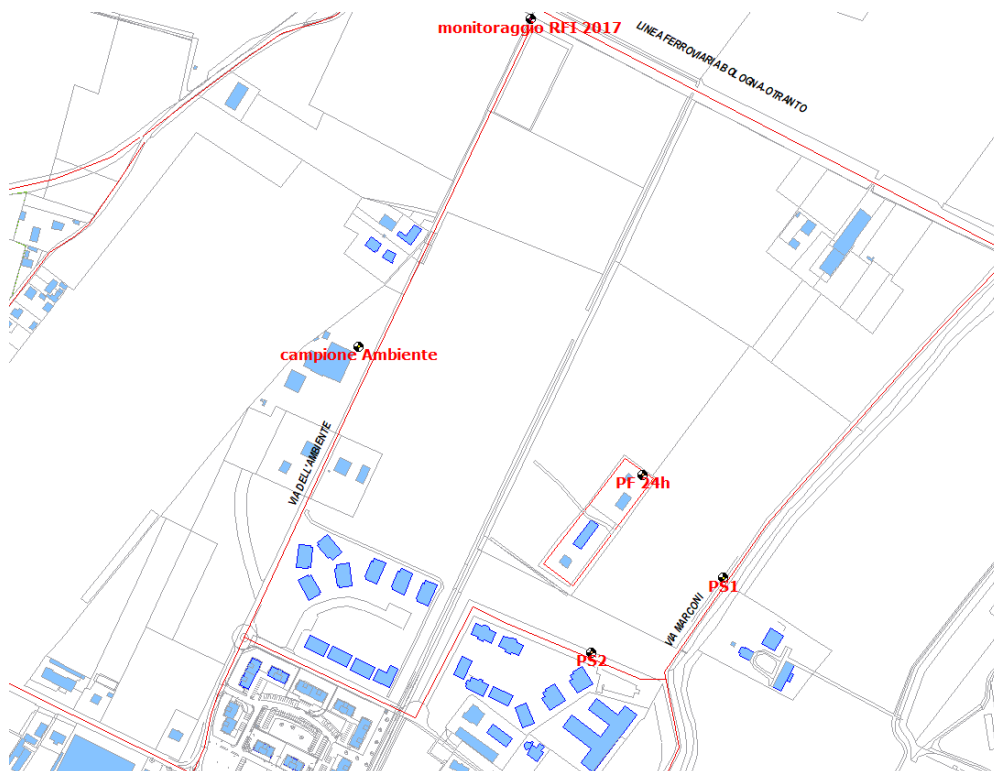 monitoraggio RFI 2017
LINEA FERROVIARIA BOLOGNA-OTRANTO
campione Ambiente
VIA DELL'AMBIENTE
PF 24h
PS1
VIA MARCONI
PS2